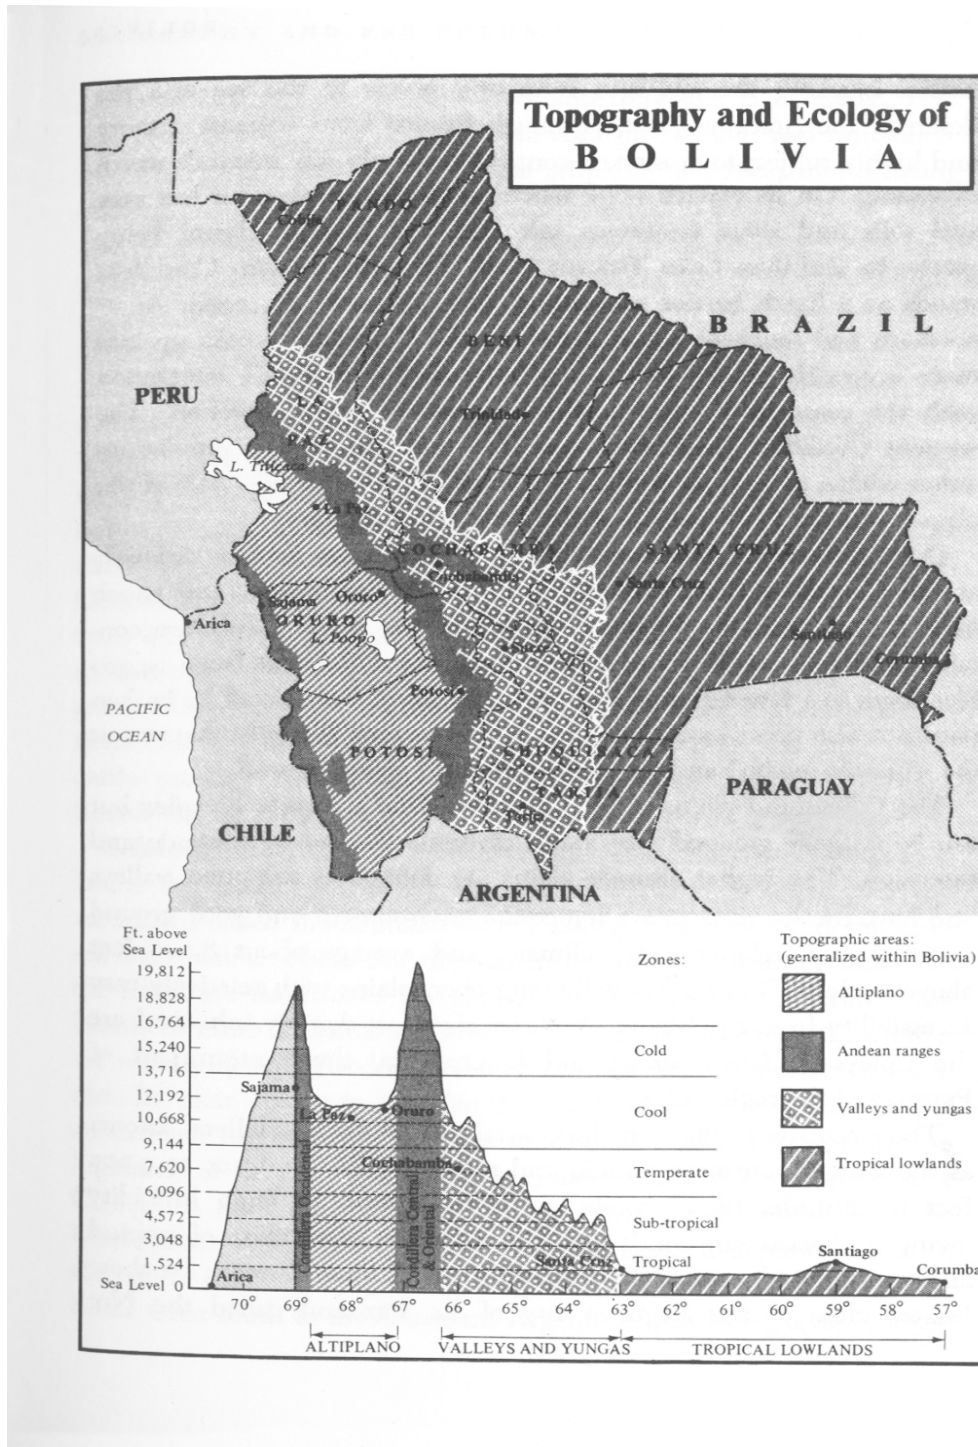 Topography and Ecology of
BOLIVIA
PANDO
Cobija
BRAZIL
BENI
PERU
LA
Trinidad
PAZ
L. Titicaca
La Paz
COCHABAMBA
SANTA CRUZ
Cochabamba
Santa Cruz
Sajama
Ororo
Arica
ORURO
L. Poopo
Santiago
Sucre
Corumba
Potosi
PACIFIC
OCEAN
POTOSI
CHUQUISACA
PARAGUAY
TARIJA
Tarija
CHILE
ARGENTINA
Ft. above
Sea Level
19,812
18,828
16,764
15,240
13,716
12,192
10,668
9,144
7,620
6,096
4,572
3,048
1,524
Sea Level 0
Sajama
La Paz
Oruro
Cochabamba
Cordillera Occidental
Cordillera Central
& Oriental
Santa Cruz
Arica
Santiago
Corumba
Zones:
Cold
Cool
Temperate
Sub-tropical
Tropical
Topographic areas:
(generalized within Bolivia)
Altiplano
Andean ranges
Valleys and yungas
Tropical lowlands
70° 69° 68° 67° 66° 65° 64° 63° 62° 61° 60° 59° 58° 57°
ALTIPLANO VALLEYS AND YUNGAS TROPICAL LOWLANDS